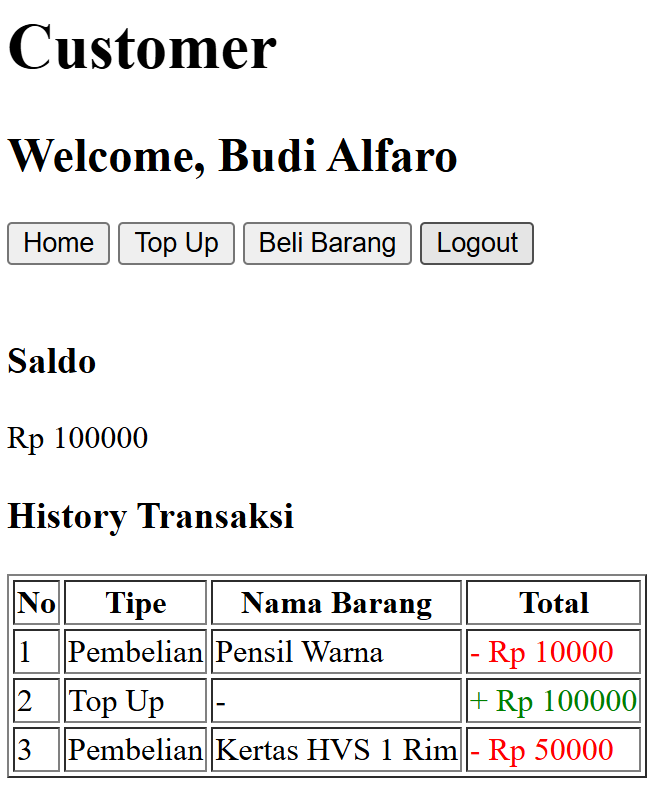 Customer
Welcome, Budi Alfaro
Home Top Up Beli Barang Logout
Saldo
Rp 100000
History Transaksi
No Tipe Nama Barang Total
1 Pembelian Pensil Warna - Rp 10000
2 Top Up - + Rp 100000
3 Pembelian Kertas HVS 1 Rim - Rp 50000